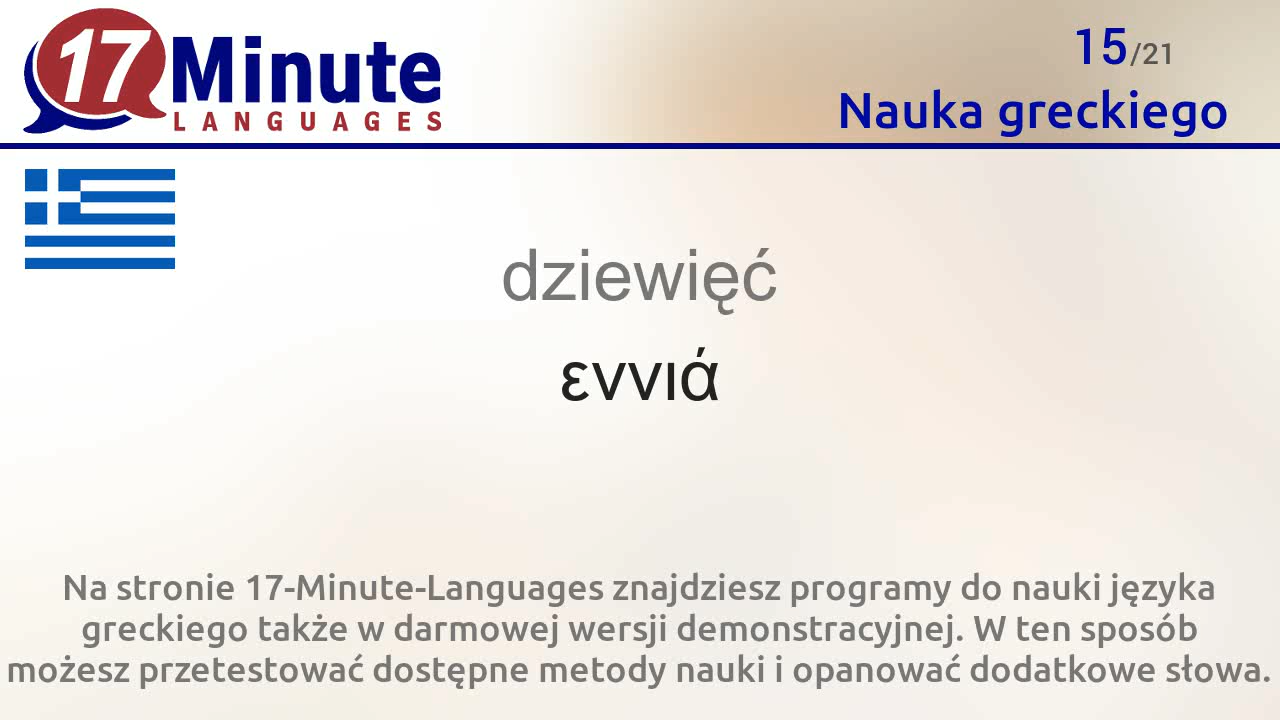 17 Minute
LANGUAGES
15/21
Nauka greckiego
dziewięć
εννιά
Na stronie 17-Minute-Languages znajdziesz programy do nauki języka
greckiego także w darmowej wersji demonstracyjnej. W ten sposób
możesz przetestować dostępne metody nauki i opanować dodatkowe słowa.